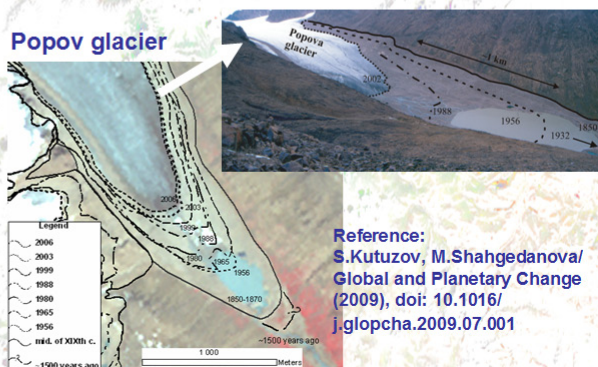 Popov glacier
Popova
glacier
1 km
2002
1988
1956
1932
1850
2006
2003
1999
1988
1980
1965
1956
1850-1870
~1500 years ago
Legend
2006
2003
1999
1988
1980
1965
1956
mid. of XIXth c.
~1500 years ago
1 000
Meters
Reference:
S.Kutuzov, M.Shahgedanova/
Global and Planetary Change
(2009), doi: 10.1016/
j.glopcha.2009.07.001